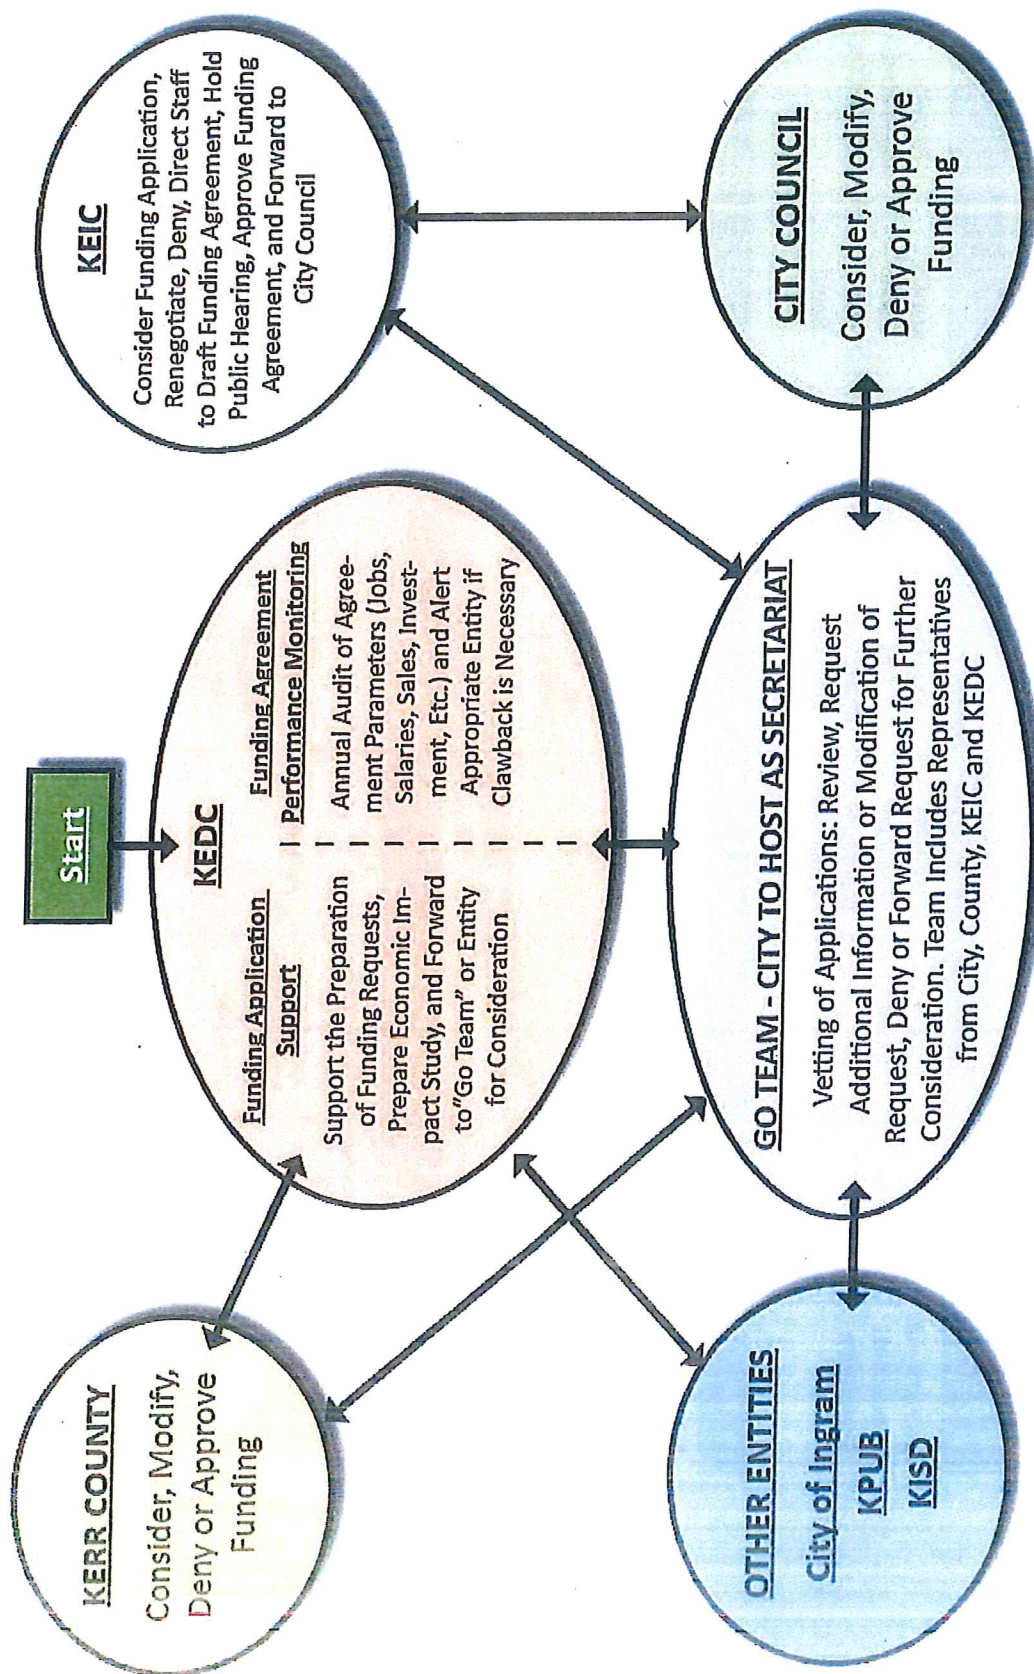 Start
KERR COUNTY
Consider, Modify,
Deny or Approve
Funding
KEDC
Funding Application
Support
Support the Preparation
of Funding Requests,
Prepare Economic Im-
pact Study, and Forward
to"Go Team" or Entity
for Consideration
Funding Agreement
Performance Monitoring
Annual Audit of Agree-
ment Parameters (Jobs,
Salaries, Sales, Invest-
ment, Etc.) and Alert
Appropriate Entity if
Clawback is Necessary
KEIC
Consider Funding Application,
Renegotiate, Deny, Direct Staff
to Draft Funding Agreement, Hold
Public Hearing, Approve Funding
Agreement, and Forward to
City Council
OTHER ENTITIES
City of Ingram
KPUB
KISD
GO TEAM - CITY TO HOST AS SECRETARIAT
Vetting of Applications: Review, Request
Additional Information or Modification of
Request, Deny or Forward Request for Further
Consideration. Team Includes Representatives
from City, County, KEIC and KEDC
CITY COUNCIL
Consider, Modify,
Deny or Approve
Funding